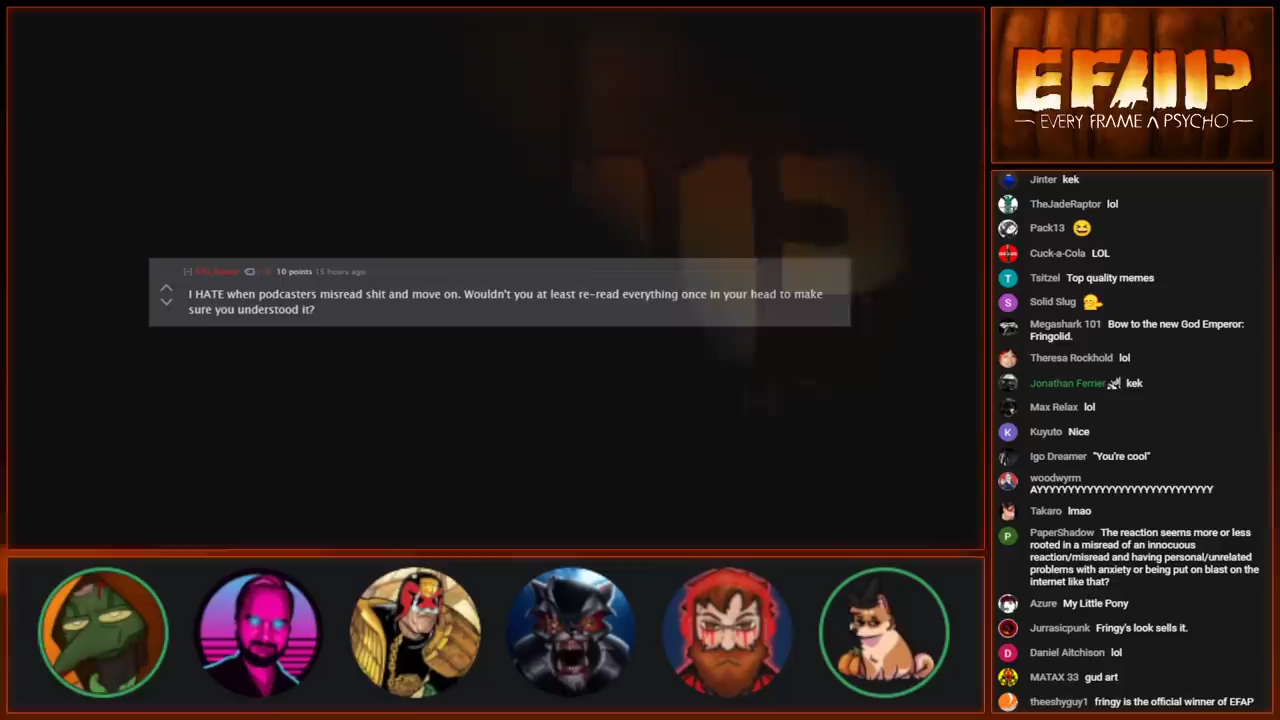 EFAP
EVERY FRAME A PSYCHO
[-] 10 points 15 hours ago
I HATE when podcasters misread shit and move on. Wouldn't you at least re-read everything once in your head to make
sure you understood it?
Jinter kek
TheJadeRaptor lol
Pack13
Cuck-a-Cola LOL
Tsitzel Top quality memes
Solid Slug
Megashark 101 Bow to the new God Emperor:
Fringolid.
Theresa Rockhold lol
Jonathan Ferrier kek
Max Relax lol
K
Kuyuto Nice
Igo Dreamer "You're cool"
woodwyrm
AYYYYYYYYYYYYYYYYYYYYYYYYYYY
Takaro lmao
PaperShadow The reaction seems more or less
rooted in a misread of an innocuous
reaction/misread and having personal/unrelated
problems with anxiety or being put on blast on the
internet like that?
Azure My Little Pony
Jurrasicpunk Fringy's look sells it.
Daniel Aitchison lol
MATAX 33 gud art
theeshyguy1 fringy is the official winner of EFAP